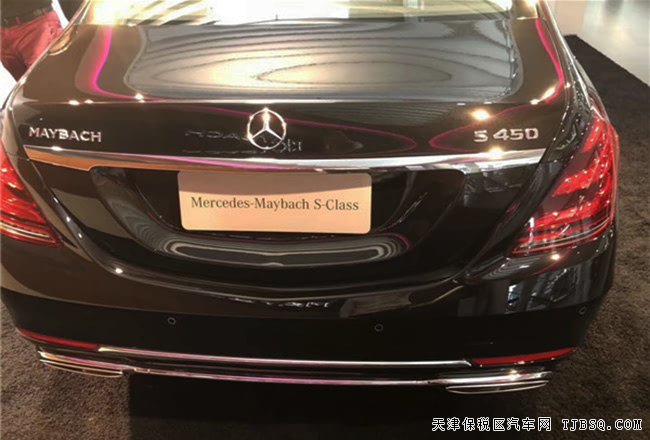 MAYBACH
S 450
Mercedes-Maybach S-Class
天津保税区汽车网 TJBSQ.COM